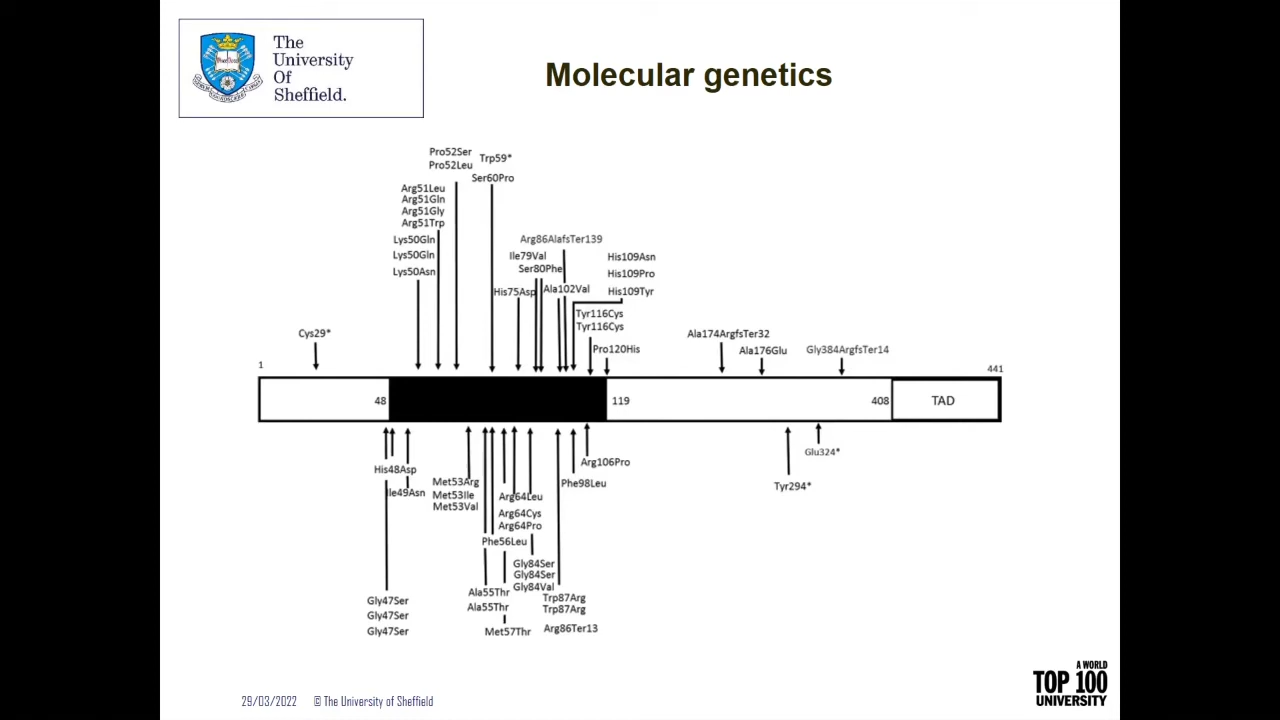 The
University
Of
Sheffield.
Molecular genetics
Pro52Ser
Pro52Leu
Trp59*
Ser60Pro
Arg51Leu
Arg51Gln
Arg51Gly
Arg51Trp
Lys50Gln
Lys50Gln
Lys50Asn
Arg86AlafsTer139
Ile79Val
Ser80Phe
His75Asp
Ala102Val
His109Asn
His109Pro
His109Tyr
Tyr116Cys
Tyr116Cys
Pro120His
Cys29*
Ala174ArgfsTer32
Ala176Glu
Gly384ArgfsTer14
1
441
48
119
408
TAD
His48Asp
Ile49Asn
Met53Arg
Met53Ile
Met53Val
Arg64Leu
Arg64Cys
Arg64Pro
Phe56Leu
Arg106Pro
Phe98Leu
Glu324*
Tyr294*
Gly84Ser
Gly84Ser
Gly84Val
Ala55Thr
Ala55Thr
Trp87Arg
Trp87Arg
Arg86Ter13
Met57Thr
Gly47Ser
Gly47Ser
Gly47Ser
29/03/2022 © The University of Sheffield
A WORLD
TOP 100
UNIVERSITY